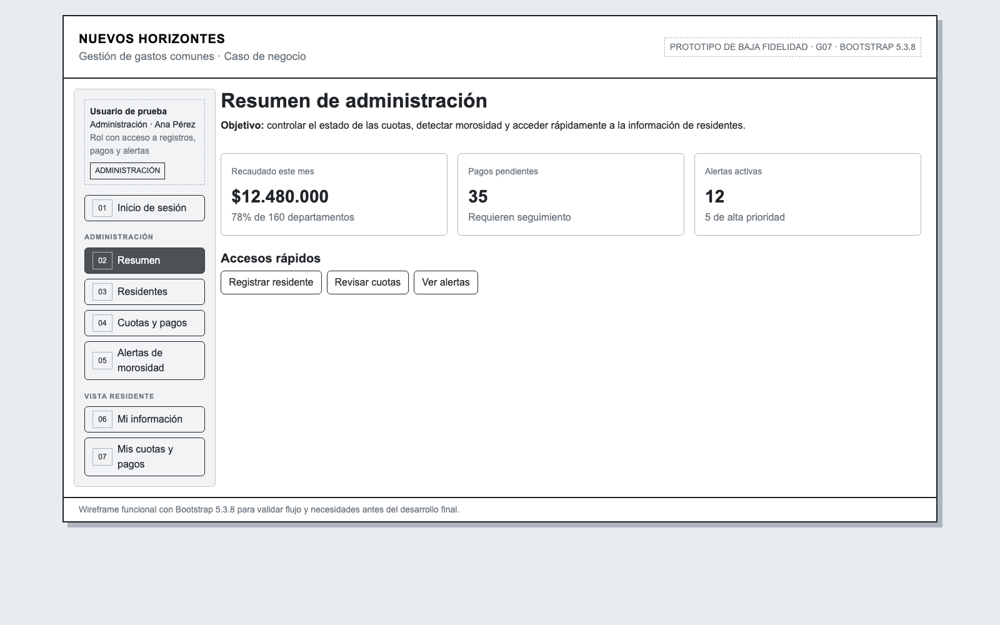 NUEVOS HORIZONTES
Gestión de gastos comunes · Caso de negocio
PROTOTIPO DE BAJA FIDELIDAD · G07 · BOOTSTRAP 5.3.8
Usuario de prueba
Administración · Ana Pérez
Rol con acceso a registros,
pagos y alertas
ADMINISTRACIÓN
01 Inicio de sesión
ADMINISTRACIÓN
02 Resumen
03 Residentes
04 Cuotas y pagos
05 Alertas de
morosidad
VISTA RESIDENTE
06 Mi información
07 Mis cuotas y
pagos
Resumen de administración
Objetivo: controlar el estado de las cuotas, detectar morosidad y acceder rápidamente a la información de residentes.
Recaudado este mes
$12.480.000
78% de 160 departamentos
Pagos pendientes
35
Requieren seguimiento
Alertas activas
12
5 de alta prioridad
Accesos rápidos
Registrar residente
Revisar cuotas
Ver alertas
Wireframe funcional con Bootstrap 5.3.8 para validar flujo y necesidades antes del desarrollo final.